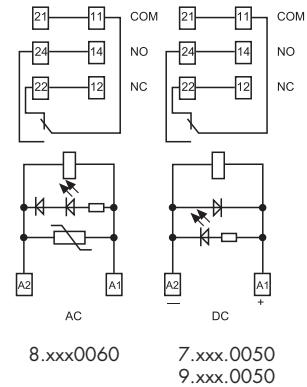 21 11 COM 21 11 COM
24 14 NO 24 14 NO
22 12 NC 22 12 NC
A2 A1 A2 A1
— +
AC DC
8.xxx0060 7.xxx.0050
9.xxx.0050